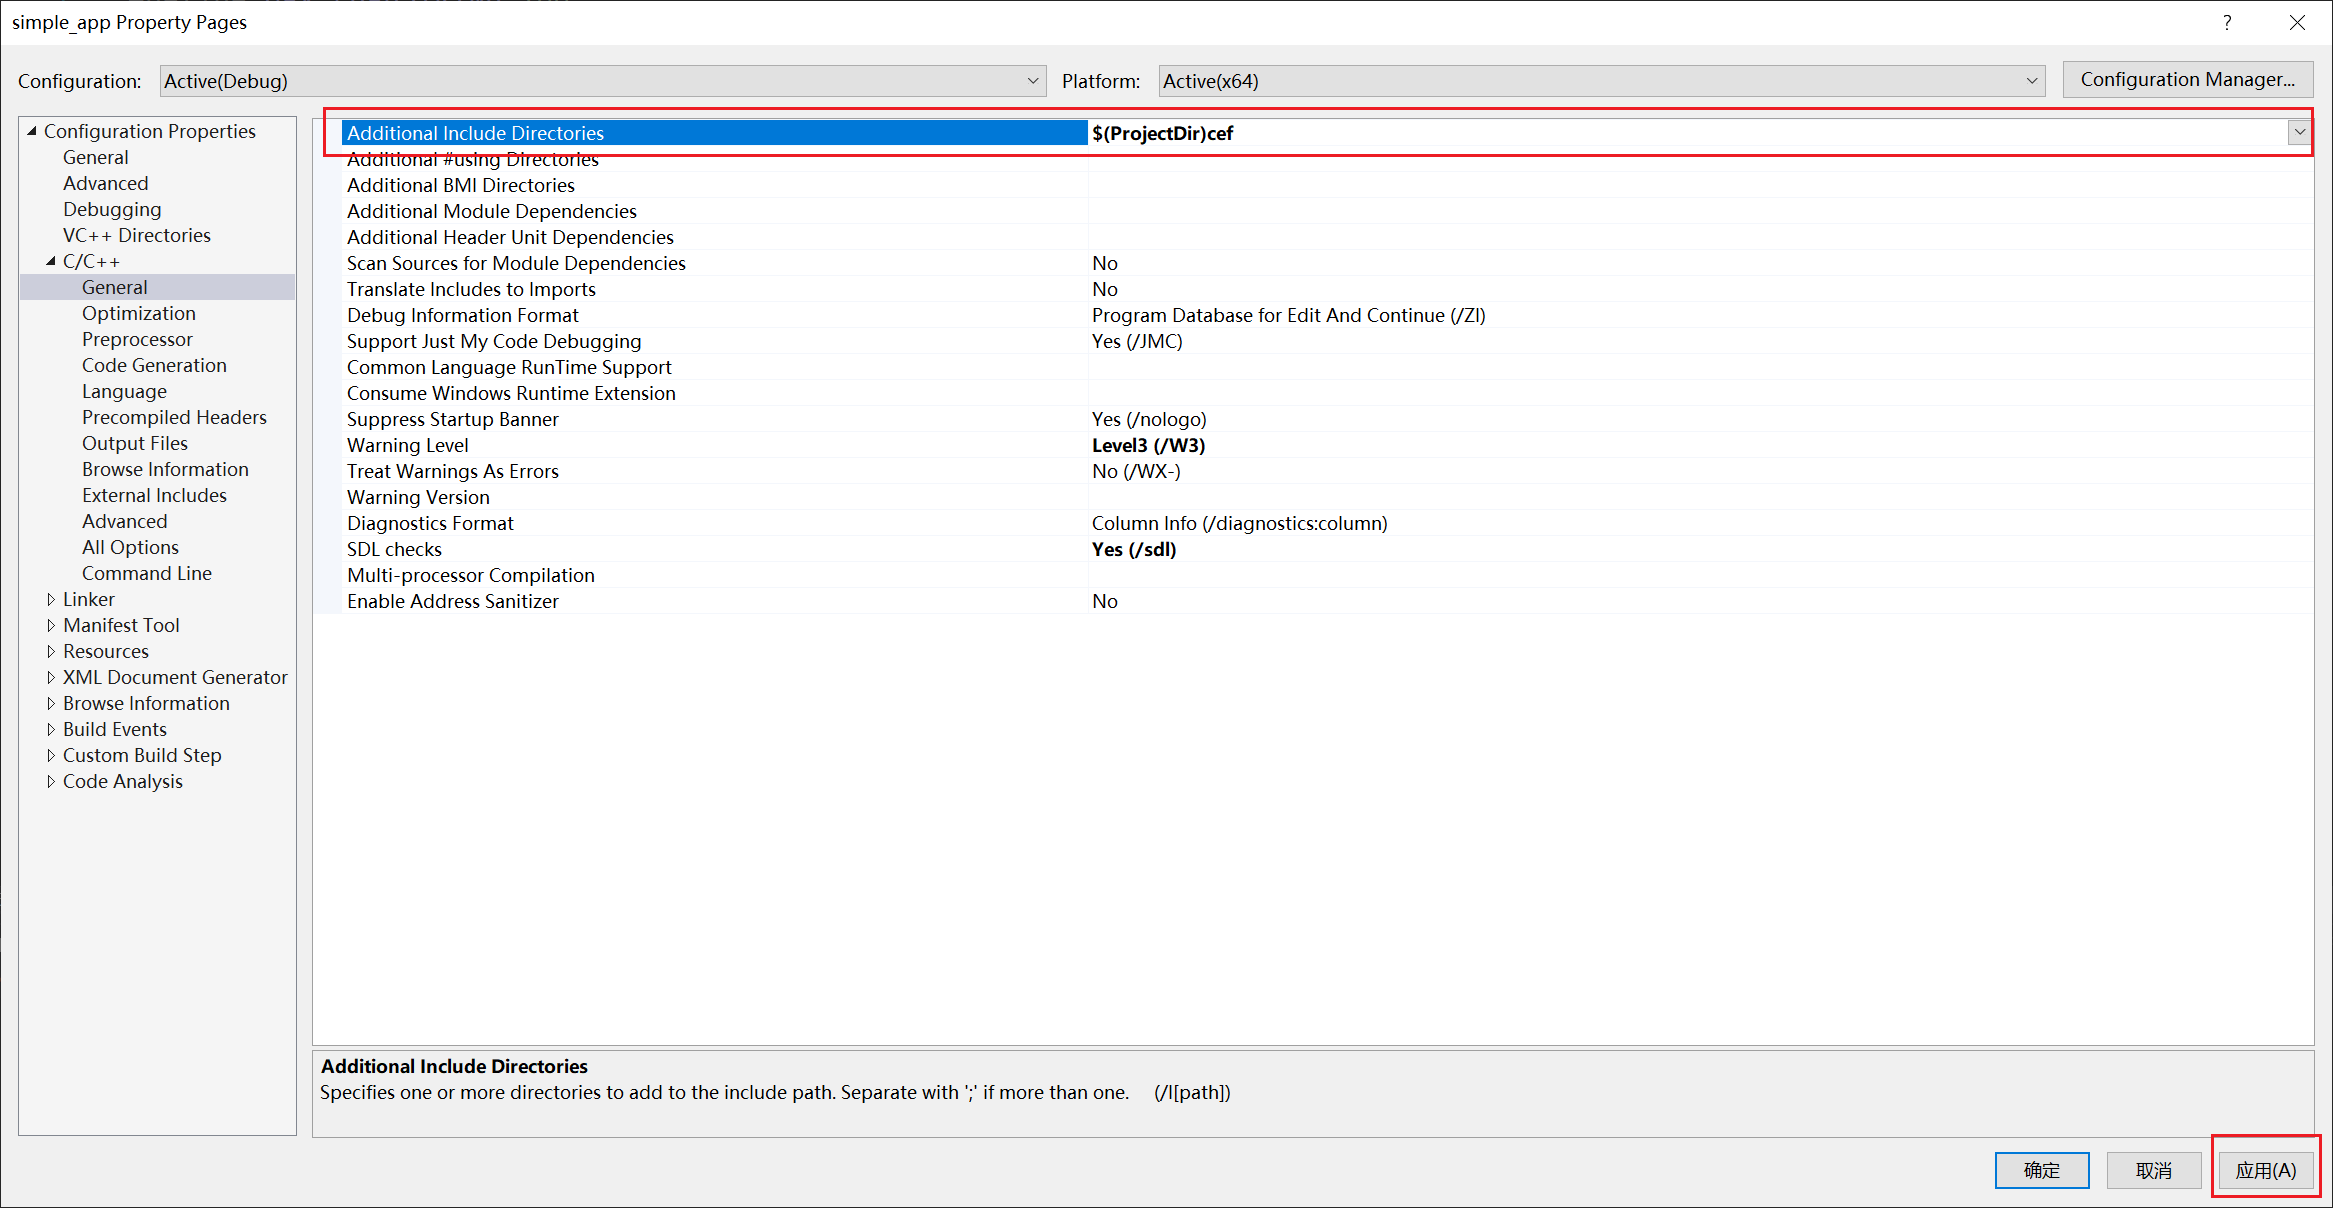 simple_app Property Pages
?
Configuration: Active(Debug) Platform: Active(x64) Configuration Manager...
Configuration Properties
General
Advanced
Debugging
VC++ Directories
C/C++
General
Optimization
Preprocessor
Code Generation
Language
Precompiled Headers
Output Files
Browse Information
External Includes
Advanced
All Options
Command Line
Linker
Manifest Tool
Resources
XML Document Generator
Browse Information
Build Events
Custom Build Step
Code Analysis
Additional Include Directories $(ProjectDir)cef
Additional #using Directories
Additional BMI Directories
Additional Module Dependencies
Additional Header Unit Dependencies
Scan Sources for Module Dependencies No
Translate Includes to Imports No
Debug Information Format Program Database for Edit And Continue (/ZI)
Support Just My Code Debugging Yes (/JMC)
Common Language RunTime Support
Consume Windows Runtime Extension
Suppress Startup Banner Yes (/nologo)
Warning Level Level3 (/W3)
Treat Warnings As Errors No (/WX-)
Warning Version
Diagnostics Format Column Info (/diagnostics:column)
SDL checks Yes (/sdl)
Multi-processor Compilation
Enable Address Sanitizer No
Additional Include Directories
Specifies one or more directories to add to the include path. Separate with ';' if more than one. (/I[path])
确定 取消 应用(A)